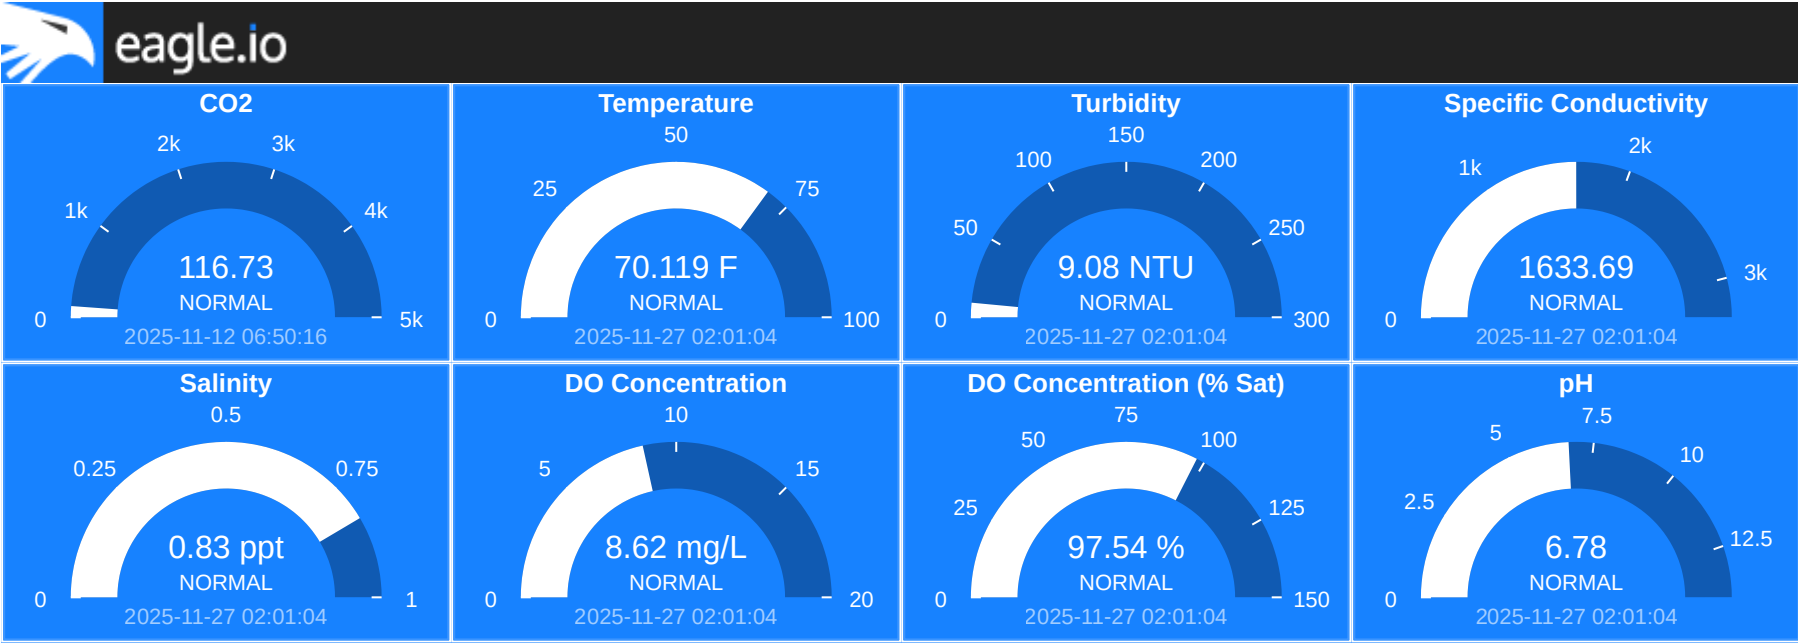 eagle.io
CO2
2k
3k
1k
4k
0
5k
116.73
NORMAL
2025-11-12 06:50:16
Temperature
50
25
75
0
100
70.119 F
NORMAL
2025-11-27 02:01:04
Turbidity
150
100
200
50
250
0
300
9.08 NTU
NORMAL
2025-11-27 02:01:04
Specific Conductivity
2k
1k
3k
0
1633.69
NORMAL
2025-11-27 02:01:04
Salinity
0.5
0.25
0.75
0
1
0.83 ppt
NORMAL
2025-11-27 02:01:04
DO Concentration
10
5
15
0
20
8.62 mg/L
NORMAL
2025-11-27 02:01:04
DO Concentration (% Sat)
75
50
100
25
125
0
150
97.54 %
NORMAL
2025-11-27 02:01:04
pH
7.5
5
10
2.5
12.5
0
6.78
NORMAL
2025-11-27 02:01:04